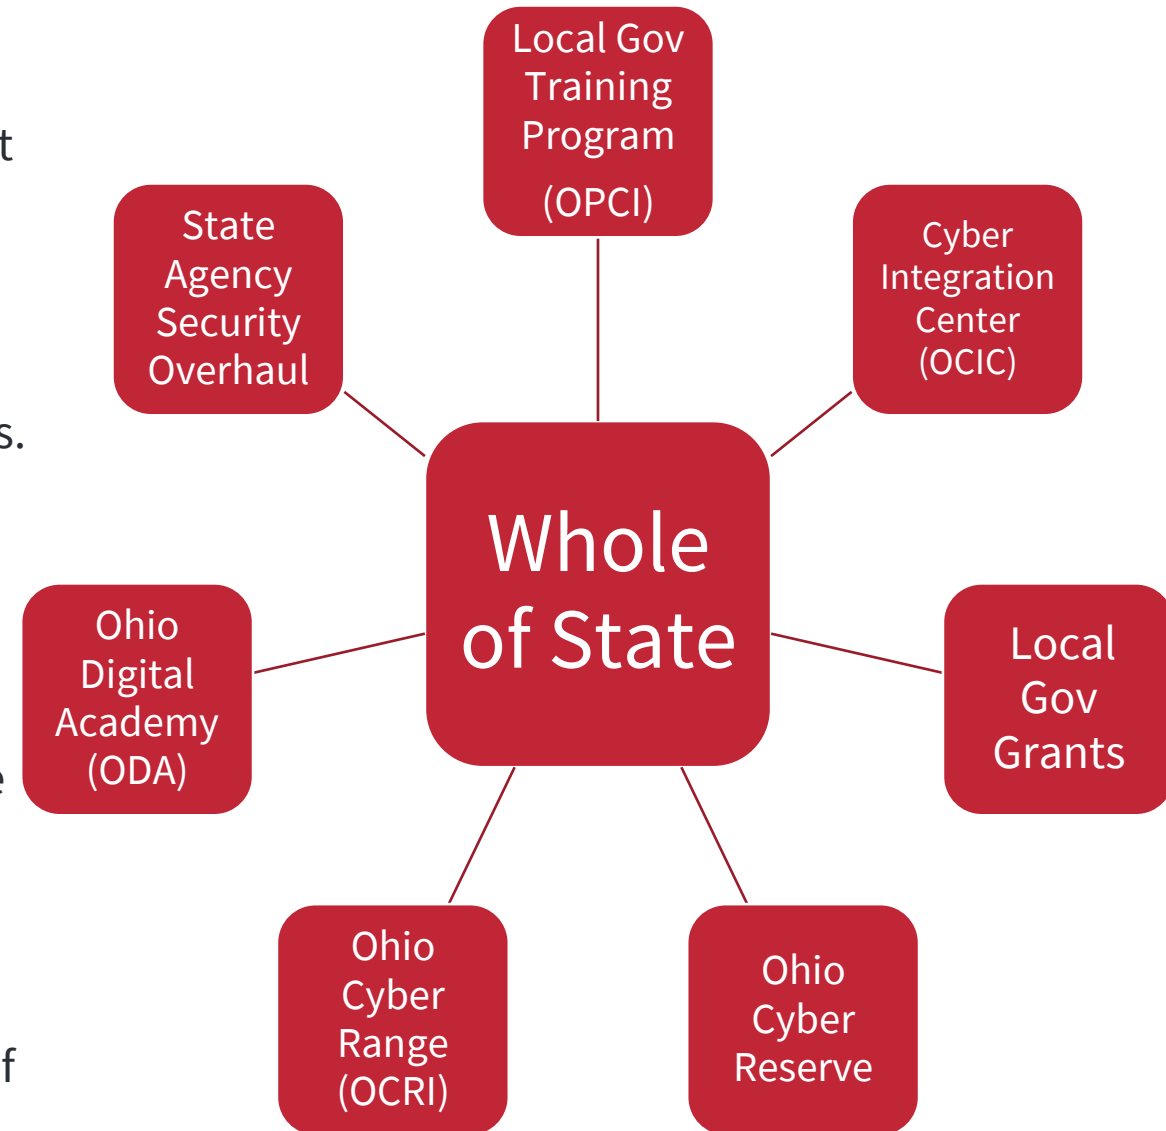 Local Gov
Training
Program
(OPCI)
State
Agency
Security
Overhaul
Cyber
Integration
Center
(OCIC)
Whole
of State
Ohio
Digital
Academy
(ODA)
Local
Gov
Grants
Ohio
Cyber
Range
(OCRI)
Ohio
Cyber
Reserve